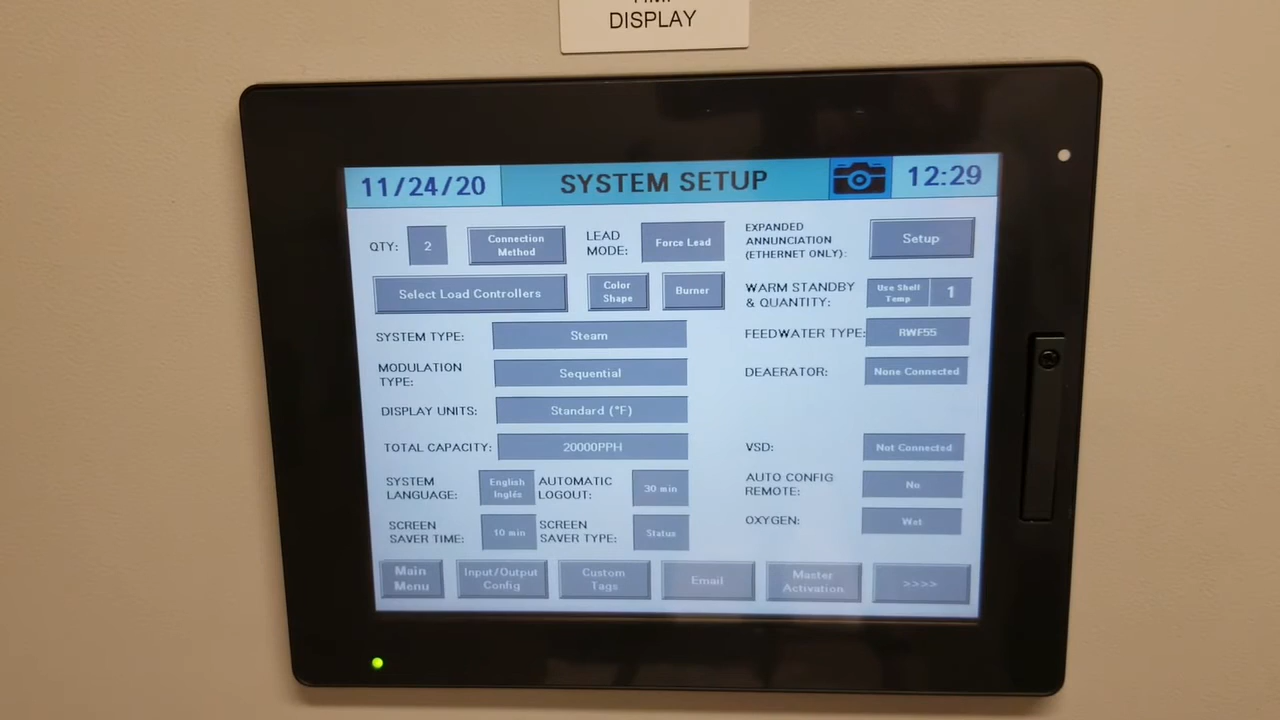 DISPLAY
11/24/20 SYSTEM SETUP 12:29
QTY: 2
Connection
Method
LEAD
MODE:
Force Lead
EXPANDED
ANNUNCIATION
(ETHERNET ONLY):
Setup
Select Load Controllers
Color
Shape
Burner
WARM STANDBY
& QUANTITY:
Use Shell
Temp
1
SYSTEM TYPE: Steam
FEEDWATER TYPE: RWF55
MODULATION
TYPE:
Sequential
DEAERATOR: None Connected
DISPLAY UNITS: Standard (°F)
TOTAL CAPACITY: 20000PPH
VSD: Not Connected
SYSTEM
LANGUAGE:
English
Inglés
AUTOMATIC
LOGOUT:
30 min
AUTO CONFIG
REMOTE:
No
SCREEN
SAVER TIME:
10 min
SCREEN
SAVER TYPE:
Status
OXYGEN: Wet
Main
Menu
Input/Output
Config
Custom
Tags
Email
Master
Activation
>>>>